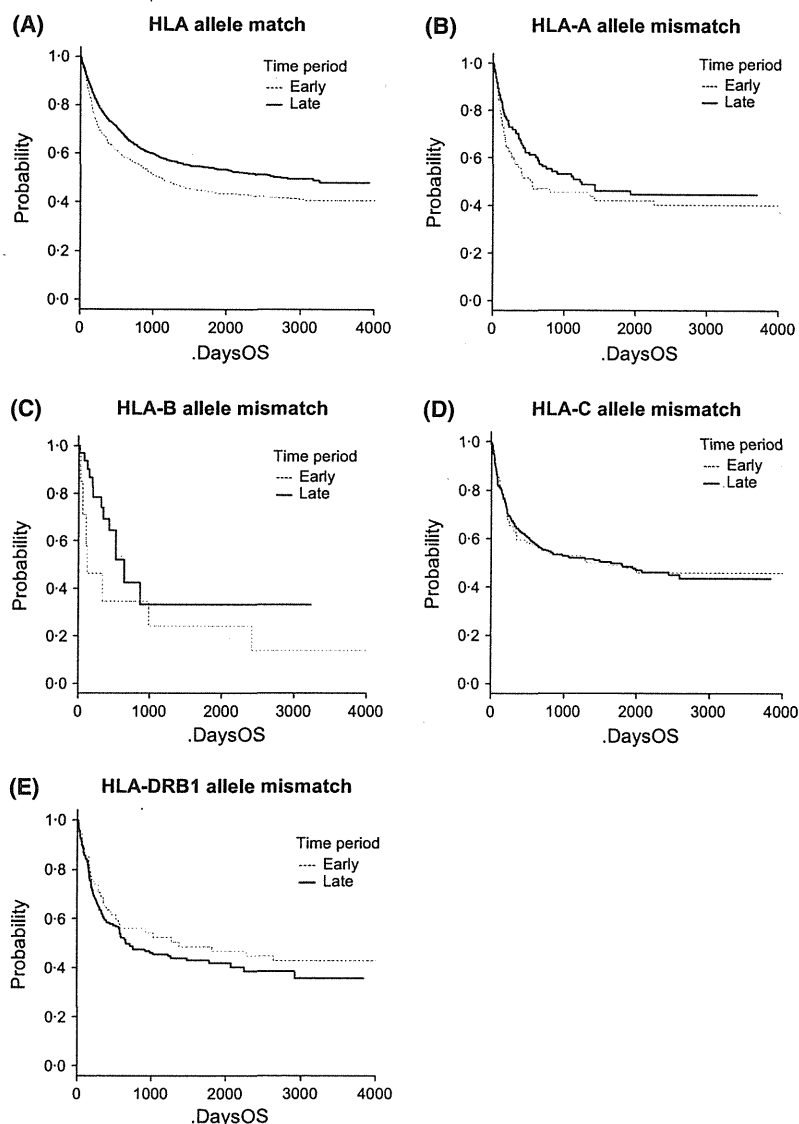 (A)
HLA allele match
Time period
Early
Late
1·0
0·8
0·6
0·4
0·2
0·0
Probability
0 1000 2000 3000 4000
.DaysOS
(B)
HLA-A allele mismatch
Time period
Early
Late
1·0
0·8
0·6
0·4
0·2
0·0
Probability
0 1000 2000 3000 4000
.DaysOS
(C)
HLA-B allele mismatch
Time period
Early
Late
1·0
0·8
0·6
0·4
0·2
0·0
Probability
0 1000 2000 3000 4000
.DaysOS
(D)
HLA-C allele mismatch
Time period
Early
Late
1·0
0·8
0·6
0·4
0·2
0·0
Probability
0 1000 2000 3000 4000
.DaysOS
(E)
HLA-DRB1 allele mismatch
Time period
Early
Late
1·0
0·8
0·6
0·4
0·2
0·0
Probability
0 1000 2000 3000 4000
.DaysOS